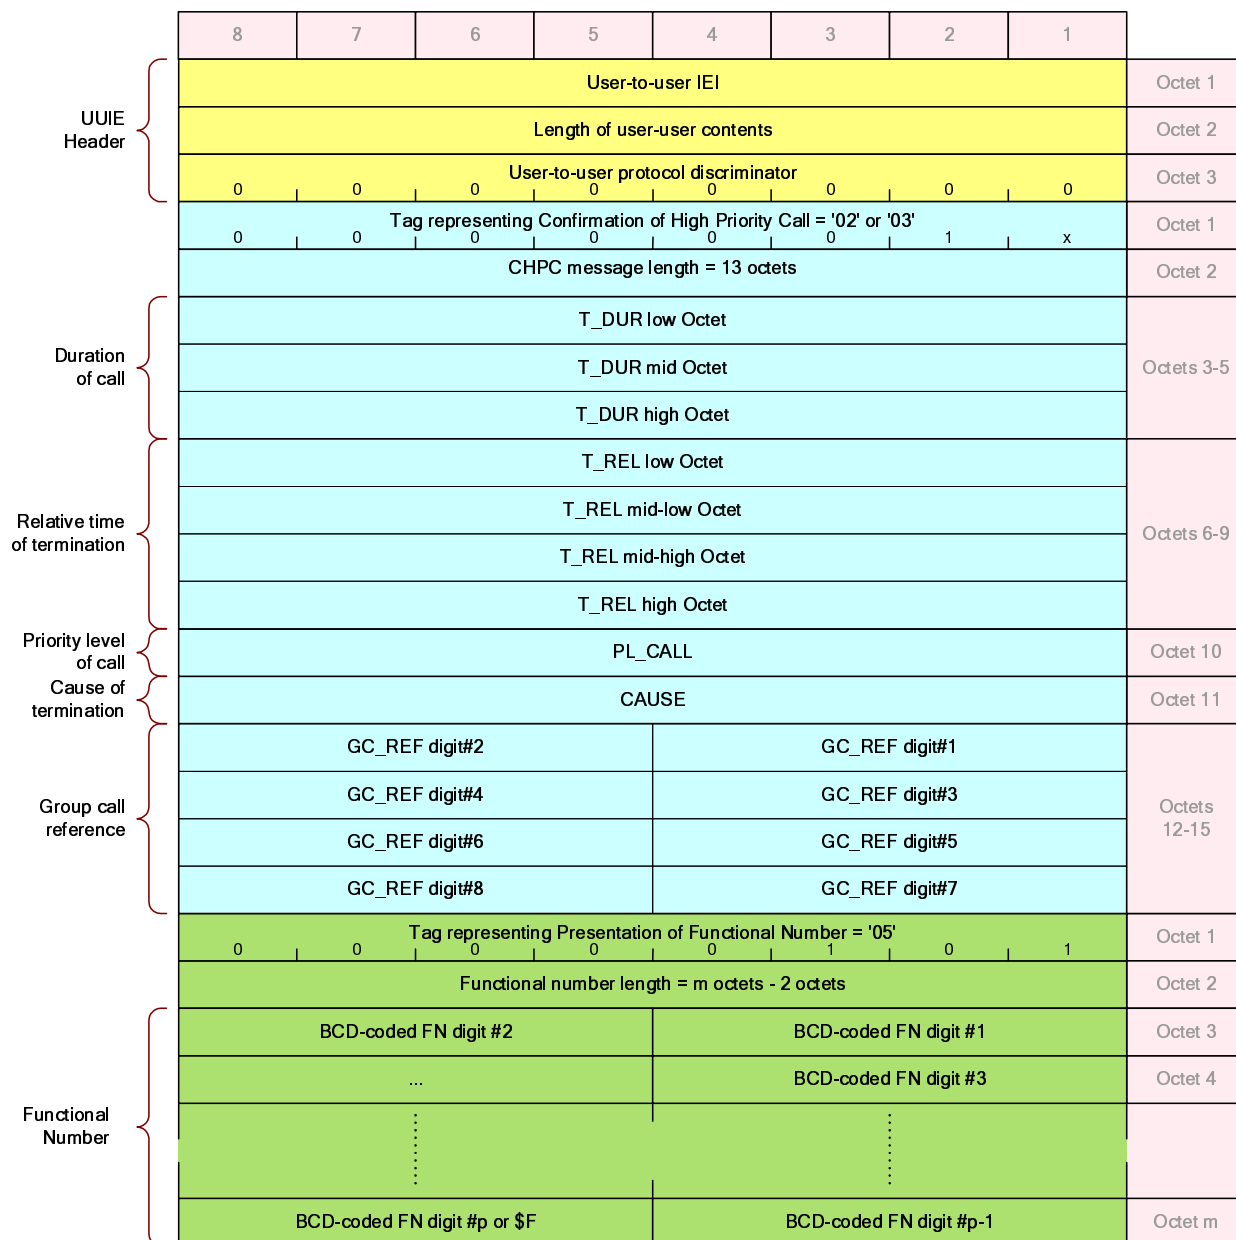 8 7 6 5 4 3 2 1
UUIE
Header
User-to-user IEI
Octet 1
Length of user-user contents
Octet 2
User-to-user protocol discriminator
0 0 0 0 0 0 0 0
Octet 3
Tag representing Confirmation of High Priority Call = '02' or '03'
0 0 0 0 0 0 1 x
Octet 1
CHPC message length = 13 octets
Octet 2
Duration
of call
T_DUR low Octet
T_DUR mid Octet
T_DUR high Octet
Octets 3-5
Relative time
of termination
T_REL low Octet
T_REL mid-low Octet
T_REL mid-high Octet
T_REL high Octet
Octets 6-9
Priority level
of call
PL_CALL
Octet 10
Cause of
termination
CAUSE
Octet 11
Group call
reference
GC_REF digit#2 GC_REF digit#1
GC_REF digit#4 GC_REF digit#3
GC_REF digit#6 GC_REF digit#5
GC_REF digit#8 GC_REF digit#7
Octets
12-15
Tag representing Presentation of Functional Number = '05'
0 0 0 0 0 1 0 1
Octet 1
Functional number length = m octets - 2 octets
Octet 2
Functional
Number
BCD-coded FN digit #2 BCD-coded FN digit #1
Octet 3
... BCD-coded FN digit #3
Octet 4
BCD-coded FN digit #p or $F BCD-coded FN digit #p-1
Octet m